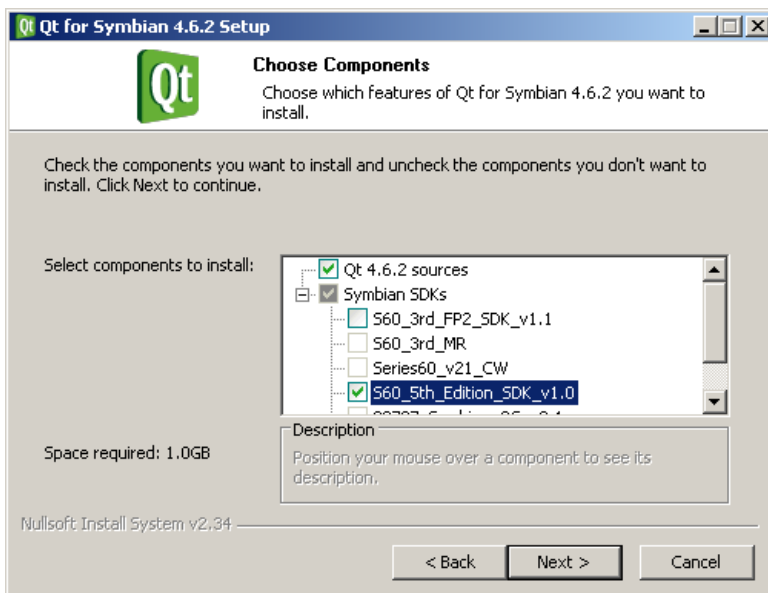 Qt Qt for Symbian 4.6.2 Setup
Qt
Choose Components
Choose which features of Qt for Symbian 4.6.2 you want to
install.
Check the components you want to install and uncheck the components you don't want to
install. Click Next to continue.
Select components to install:
Qt 4.6.2 sources
Symbian SDKs
S60_3rd_FP2_SDK_v1.1
S60_3rd_MR
Series60_v21_CW
S60_5th_Edition_SDK_v1.0
Space required: 1.0GB
Description
Position your mouse over a component to see its
description.
Nullsoft Install System v2.34
< Back
Next >
Cancel